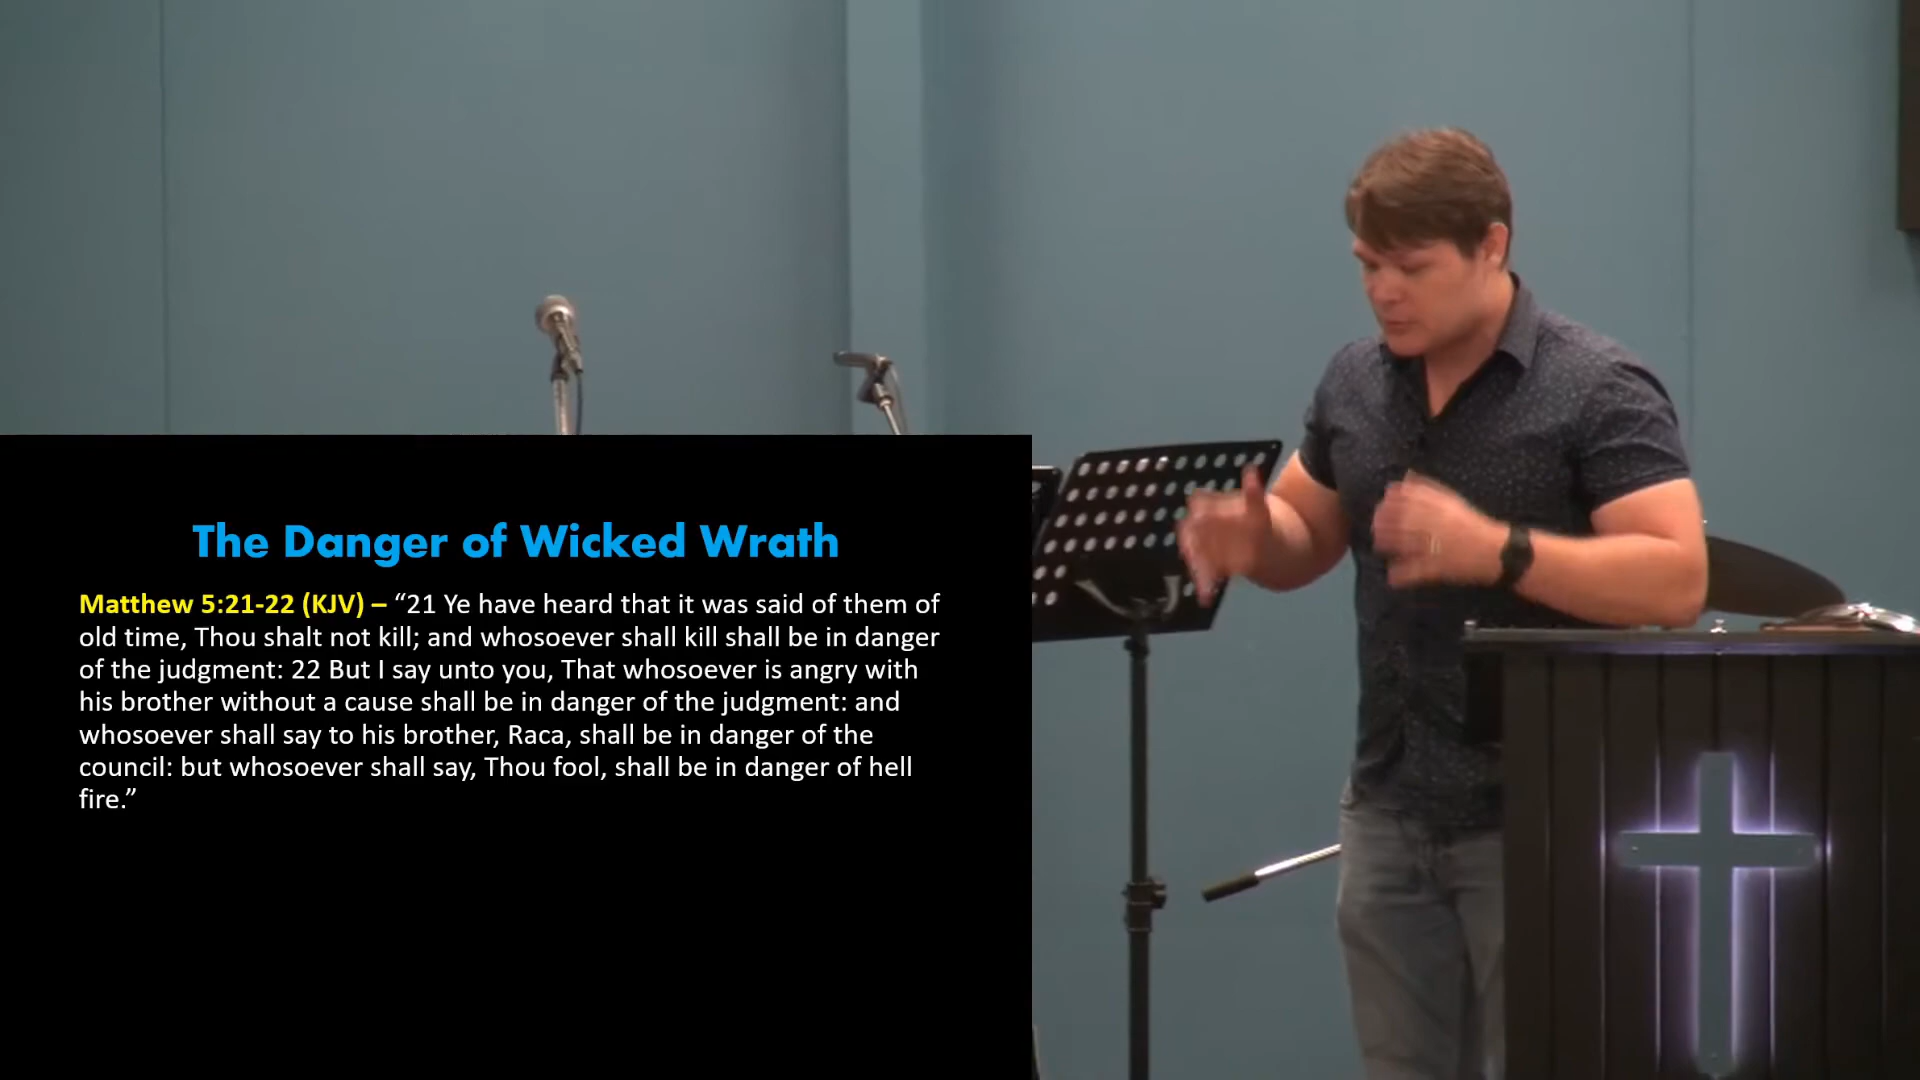 The Danger of Wicked Wrath
Matthew 5:21-22 (KJV) – “21 Ye have heard that it was said of them of
old time, Thou shalt not kill; and whosoever shall kill shall be in danger
of the judgment: 22 But I say unto you, That whosoever is angry with
his brother without a cause shall be in danger of the judgment: and
whosoever shall say to his brother, Raca, shall be in danger of the
council: but whosoever shall say, Thou fool, shall be in danger of hell
fire.”